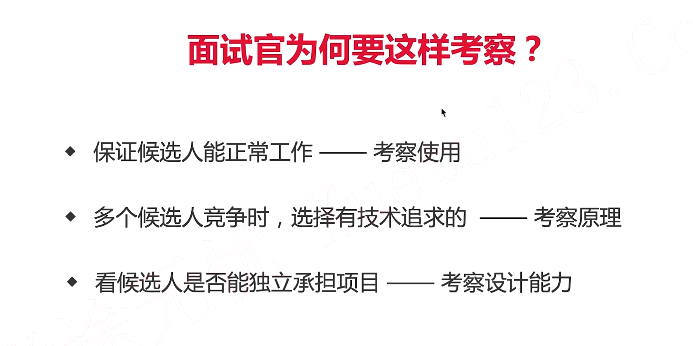 面试官为何要这样考察？
◆ 保证候选人能正常工作 —— 考察使用
◆ 多个候选人竞争时，选择有技术追求的 —— 考察原理
◆ 看候选人是否能独立承担项目 —— 考察设计能力